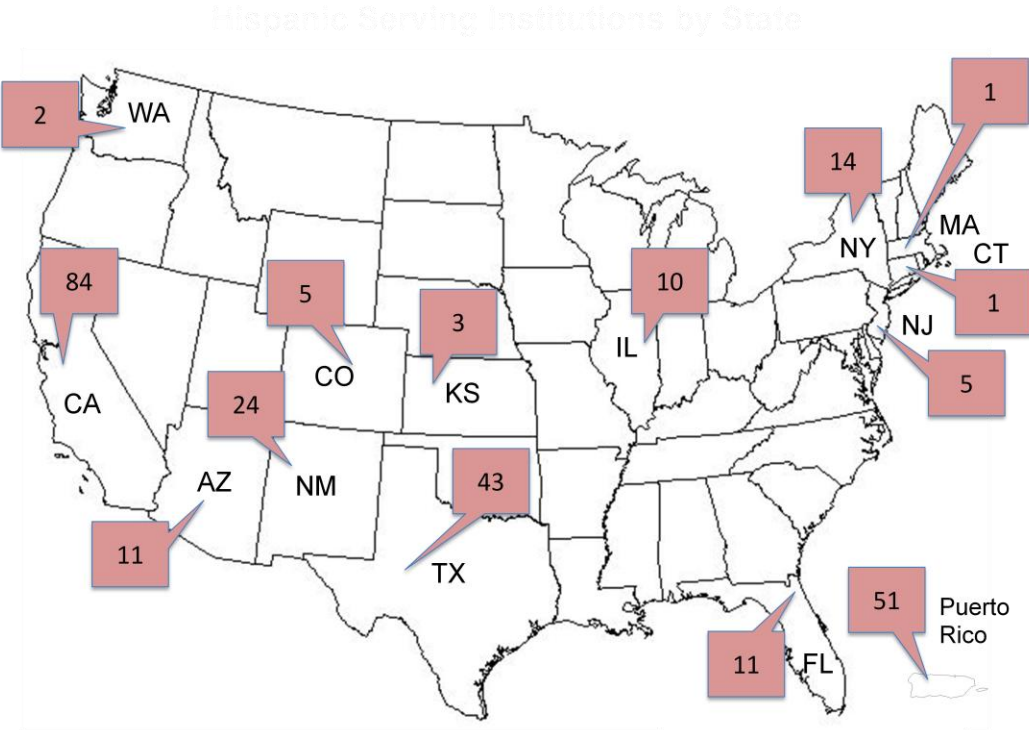 Hispanic Serving Institutions by State
1
2
WA
14
MA
NY
CT
84
5
10
3
1
NJ
IL
CO
5
KS
CA
24
43
AZ
NM
11
TX
51
Puerto
Rico
11
FL